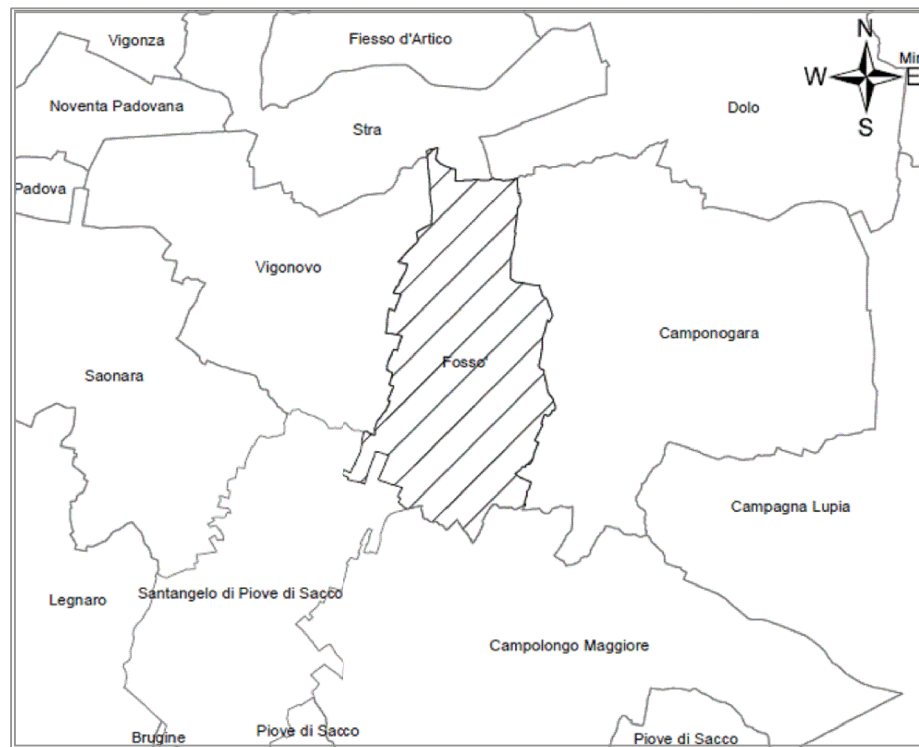 Vigonza
Fiesso d'Artico
N
Mir
W
E
Noventa Padovana
Dolo
S
Stra
Padova
Vigonovo
Camponogara
Fosso'
Saonara
Campagna Lupia
Legnaro
Santangelo di Piove di Sacco
Campolongo Maggiore
Brugine
Piove di Sacco
Piove di Sacco